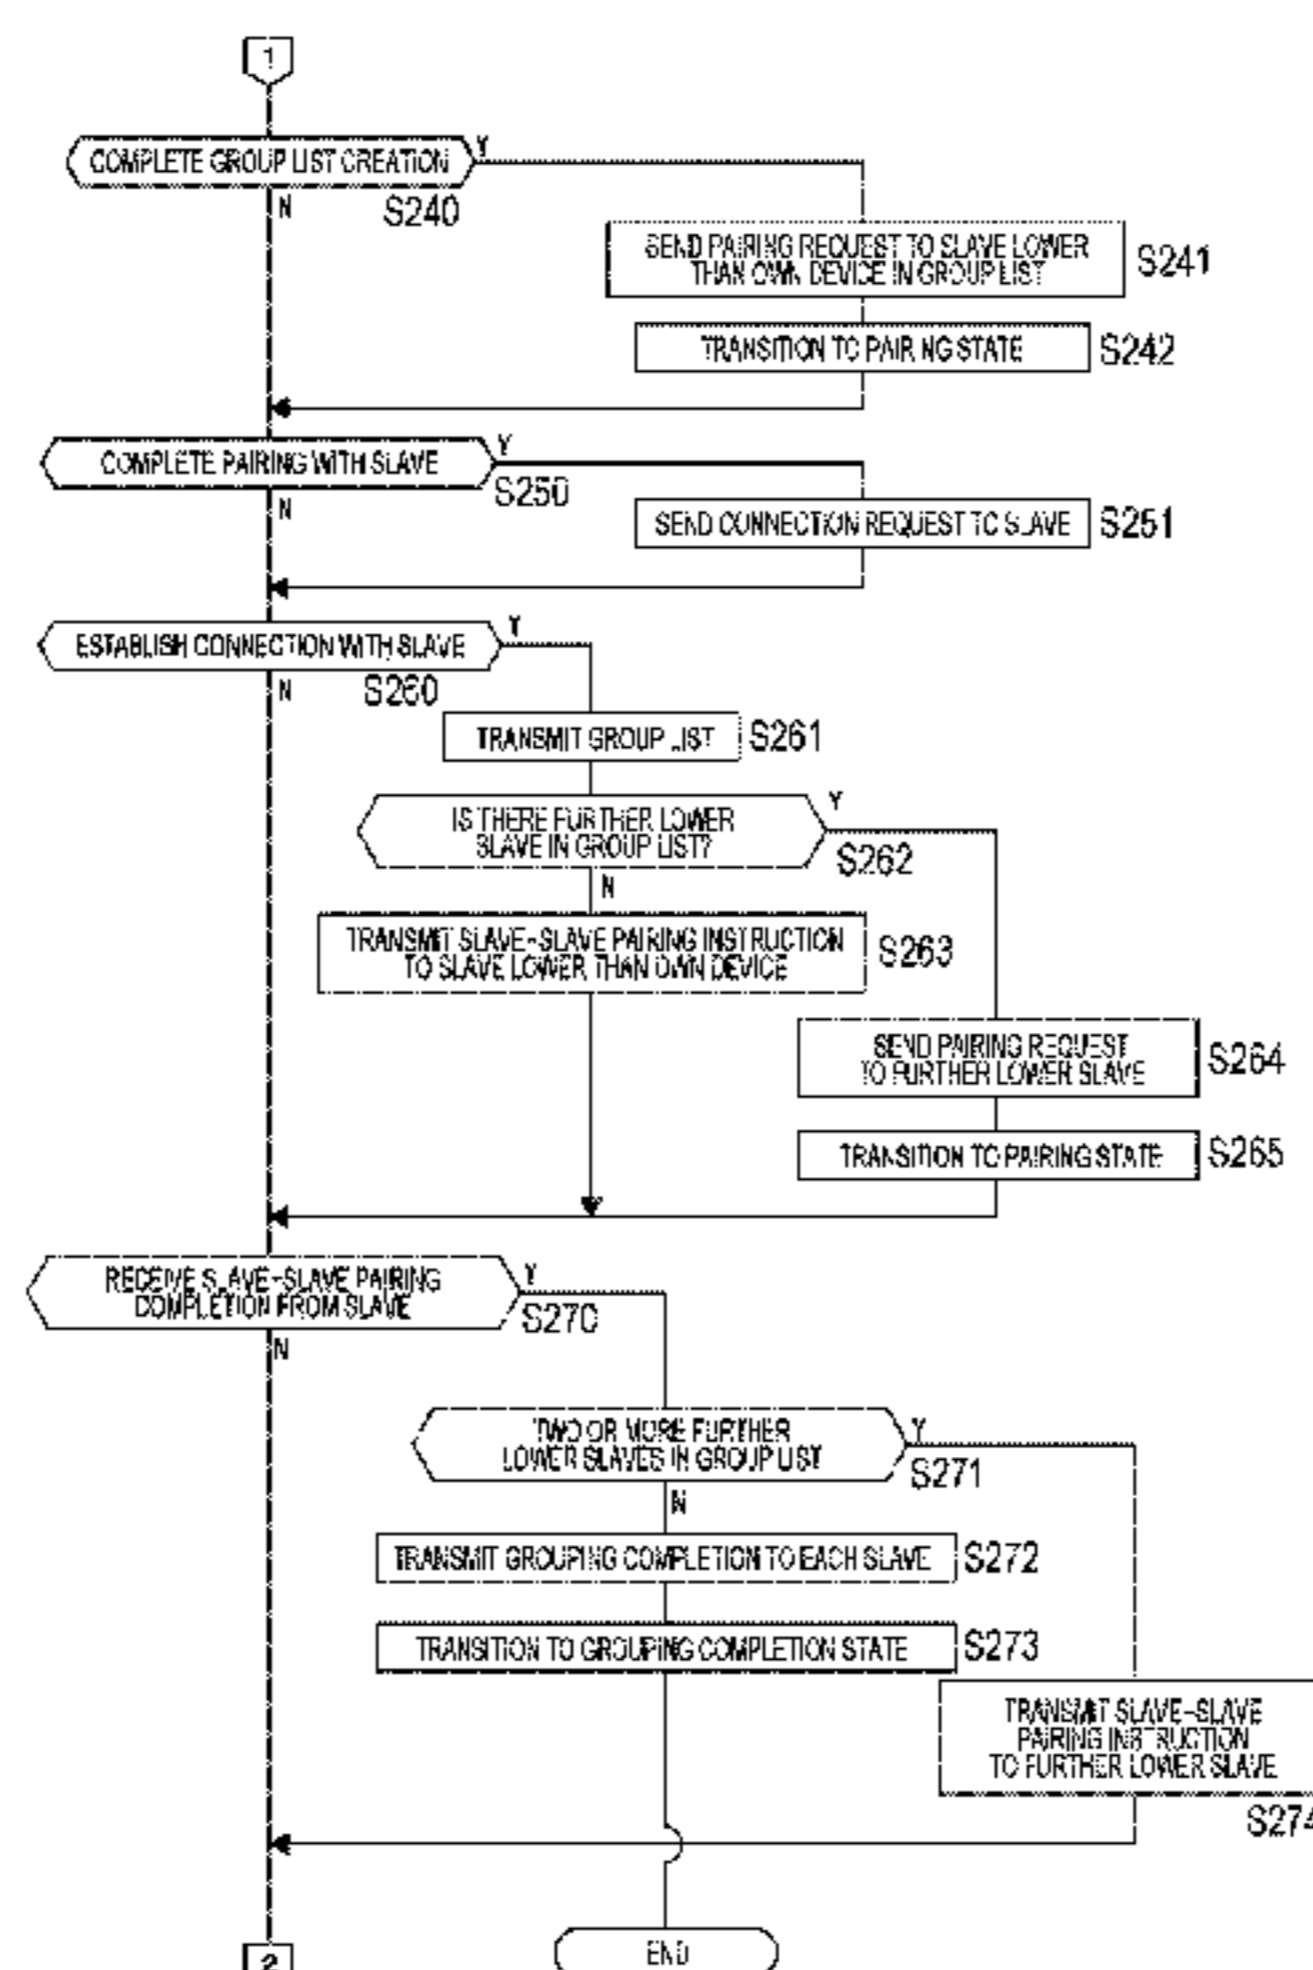 1
COMPLETE GROUP LIST CREATION
Y
N
S240
SEND PAIRING REQUEST TO SLAVE LOWER
THAN OWN DEVICE IN GROUP LIST
S241
TRANSITION TO PAIRING STATE
S242
COMPLETE PAIRING WITH SLAVE
Y
S250
N
SEND CONNECTION REQUEST TO SLAVE
S251
ESTABLISH CONNECTION WITH SLAVE
Y
S260
N
TRANSMIT GROUP LIST
S261
IS THERE FURTHER LOWER
SLAVE IN GROUP LIST?
Y
S262
N
TRANSMIT SLAVE-SLAVE PAIRING INSTRUCTION
TO SLAVE LOWER THAN OWN DEVICE
S263
SEND PAIRING REQUEST
TO FURTHER LOWER SLAVE
S264
TRANSITION TO PAIRING STATE
S265
RECEIVE SLAVE-SLAVE PAIRING
COMPLETION FROM SLAVE
Y
S270
N
TWO OR MORE FURTHER
LOWER SLAVES IN GROUP LIST
Y
S271
N
TRANSMIT GROUPING COMPLETION TO EACH SLAVE
S272
TRANSITION TO GROUPING COMPLETION STATE
S273
TRANSMIT SLAVE-SLAVE
PAIRING INSTRUCTION
TO FURTHER LOWER SLAVE
S274
END
2